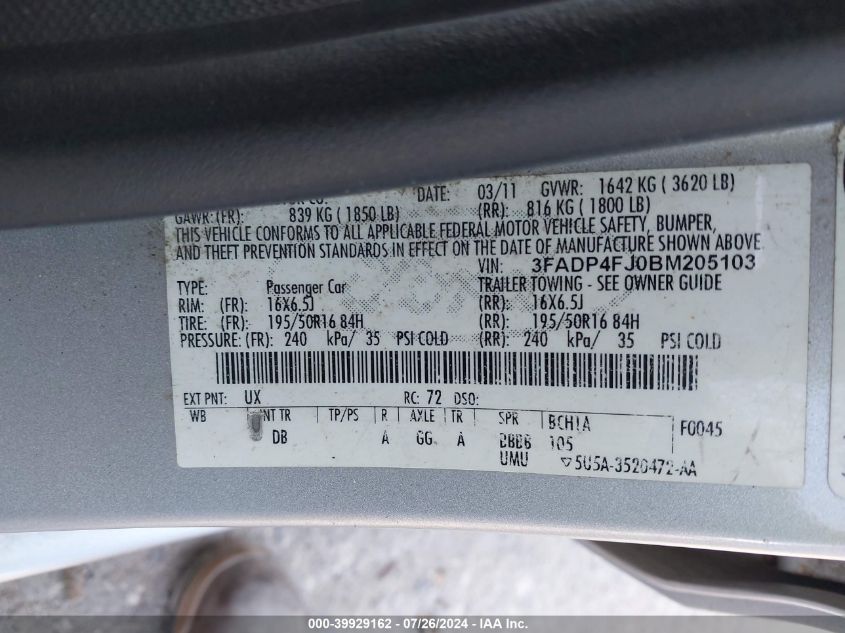 DATE: 03/11 GVWR: 1642 KG ( 3620 LB)
GAWR:(FR): 839 KG ( 1850 LB) (RR): 816 KG ( 1800 LB)
THIS VEHICLE CONFORMS TO ALL APPLICABLE FEDERAL MOTOR VEHICLE SAFETY, BUMPER,
AND THEFT PREVENTION STANDARDS IN EFFECT ON THE DATE OF MANUFACTURE SHOWN ABOVE.
VIN: 3FADP4FJ0BM205103
TYPE: Passenger Car TRAILER TOWING - SEE OWNER GUIDE
RIM: (FR): 16X6.5J (RR): 16X6.5J
TIRE: (FR): 195/50R16 84H (RR): 195/50R16 84H
PRESSURE: (FR): 240 kPa/ 35 PSI COLD (RR): 240 kPa/ 35 PSI COLD
EXT PNT: UX RC: 72 DSO:
WB INT TR TP/PS R AXLE TR SPR BCH1A F0045
DB A GG A DBDB 105
UMU ▽5U5A-3520472-AA
000-39929162 - 07/26/2024 - IAA, Inc.